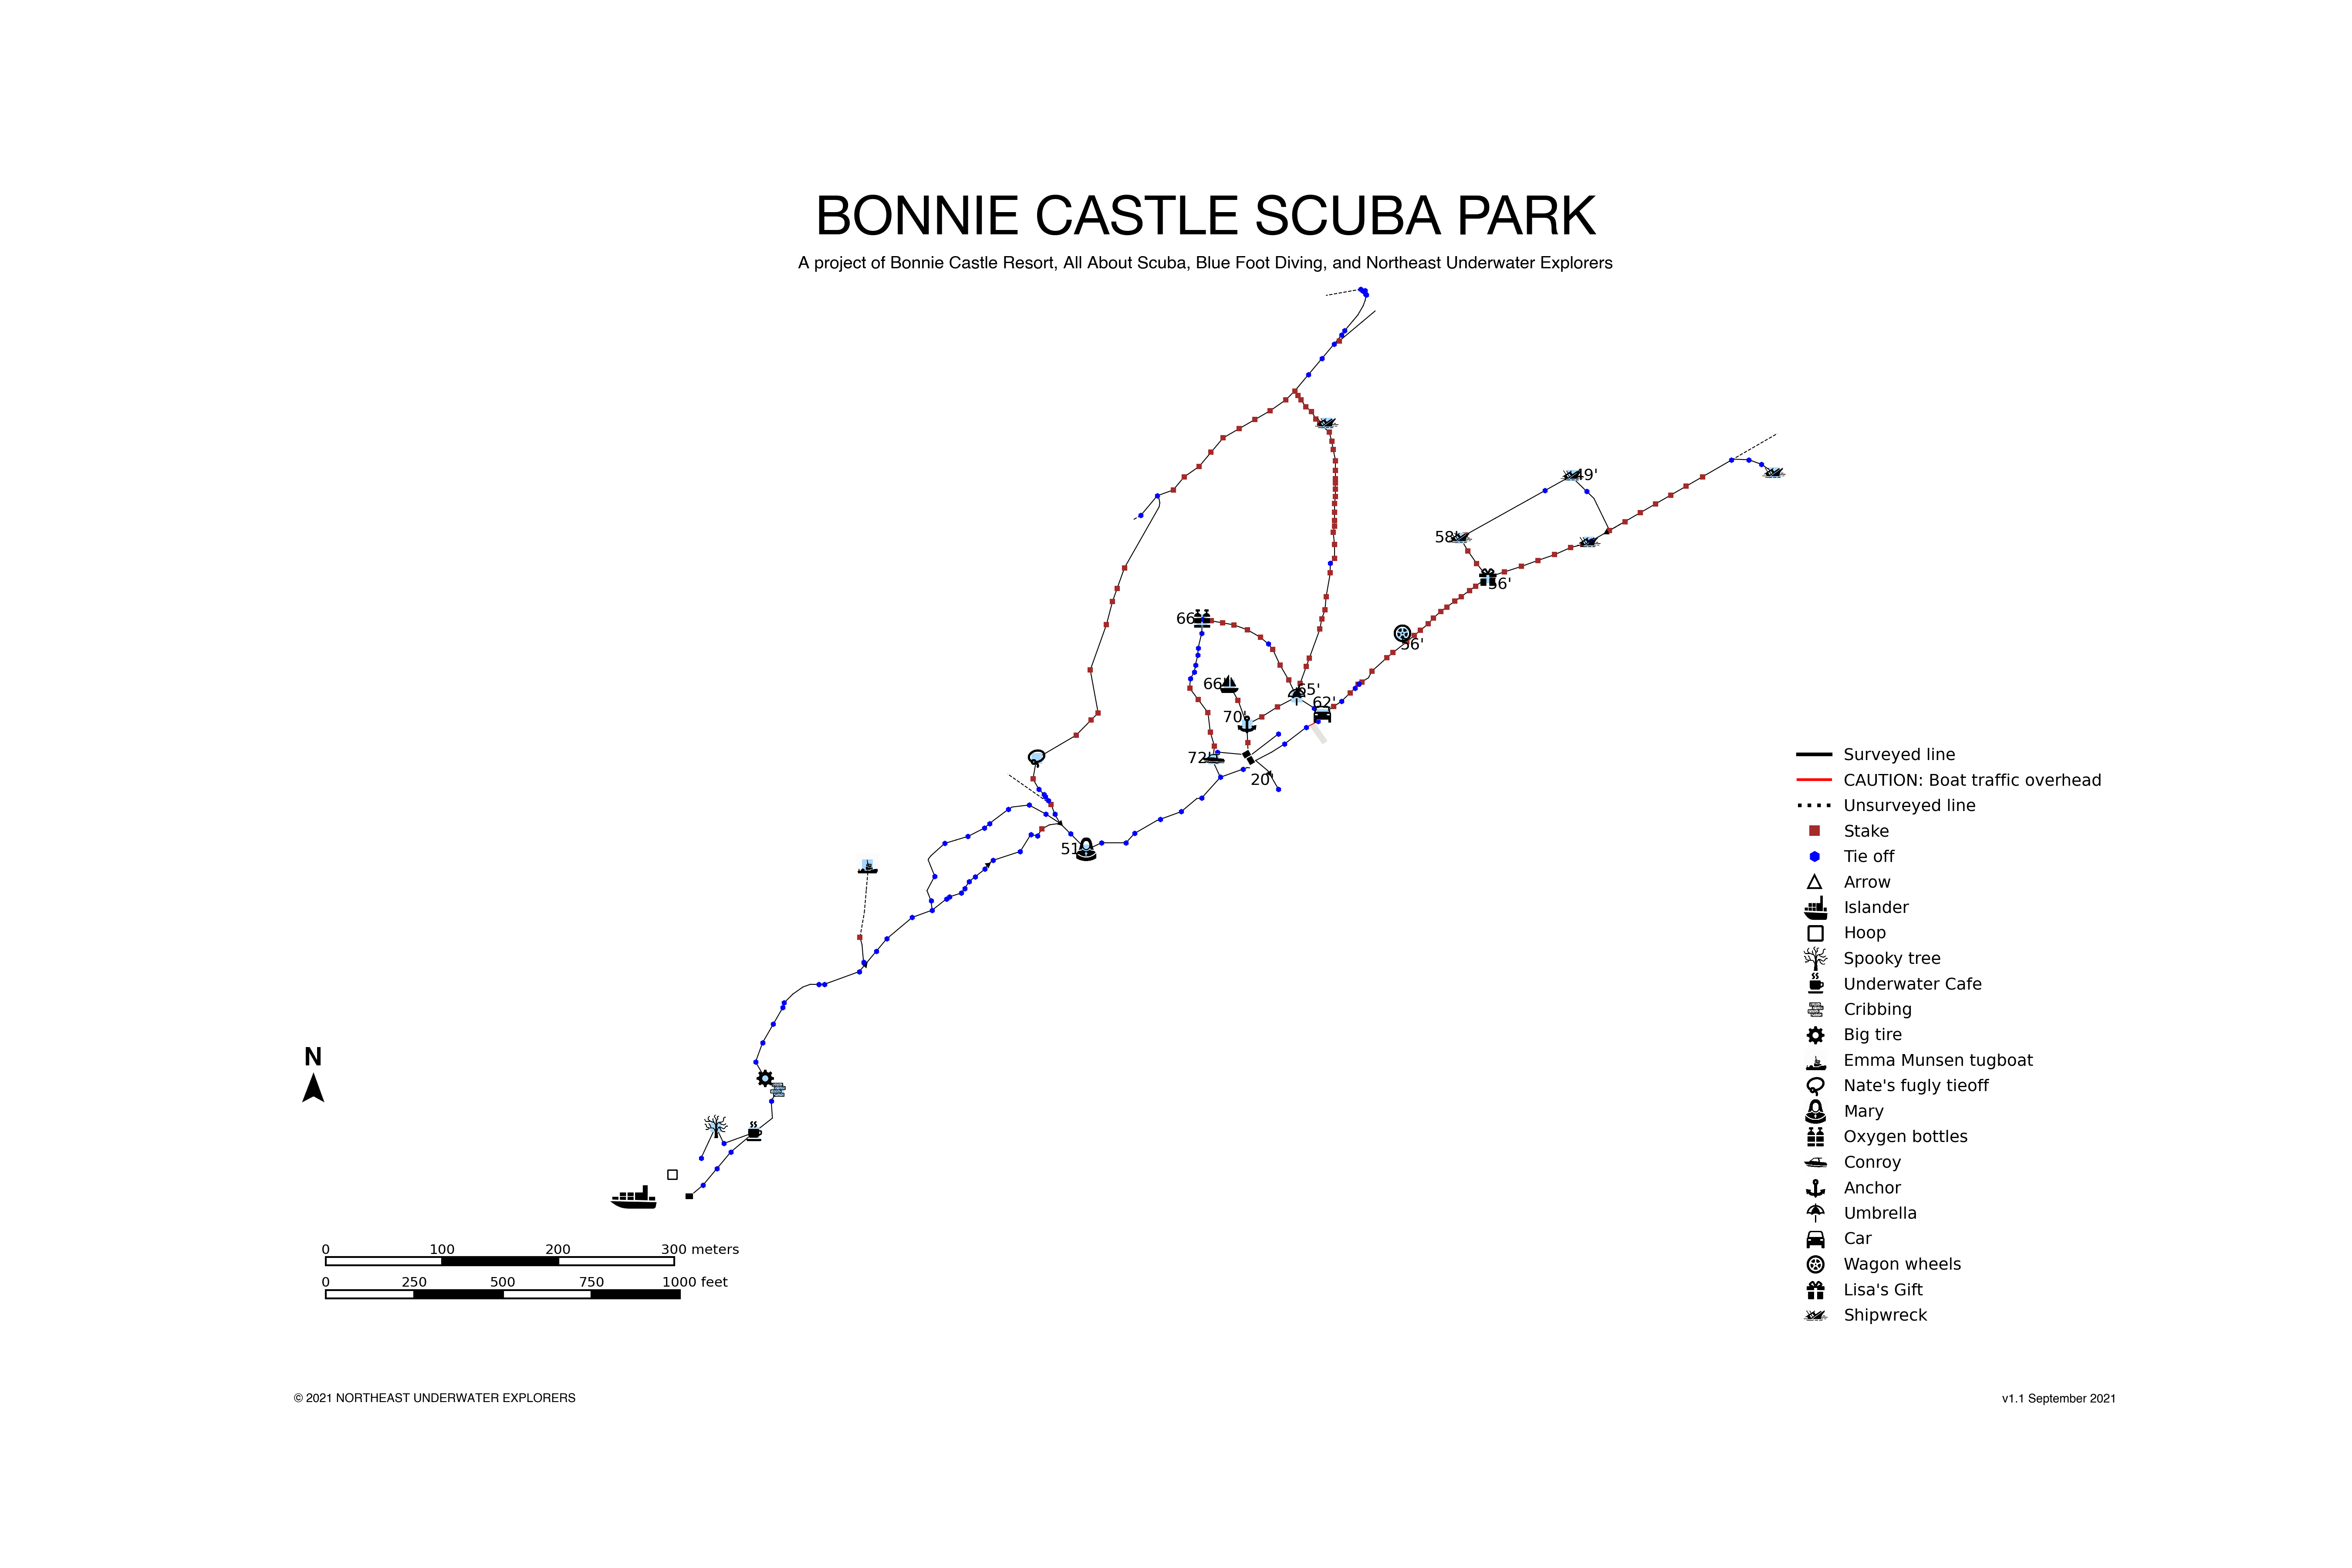 BONNIE CASTLE SCUBA PARK
A project of Bonnie Castle Resort, All About Scuba, Blue Foot Diving, and Northeast Underwater Explorers
49'
58'
56'
66'
56'
66'
65'
62'
70'
72'
20'
51'
Surveyed line
CAUTION: Boat traffic overhead
Unsurveyed line
Stake
Tie off
Arrow
Islander
Hoop
Spooky tree
Underwater Cafe
Cribbing
Big tire
Emma Munsen tugboat
Nate's fugly tieoff
Mary
Oxygen bottles
Conroy
Anchor
Umbrella
Car
Wagon wheels
Lisa's Gift
Shipwreck
N
0 100 200 300 meters
0 250 500 750 1000 feet
© 2021 NORTHEAST UNDERWATER EXPLORERS
v1.1 September 2021